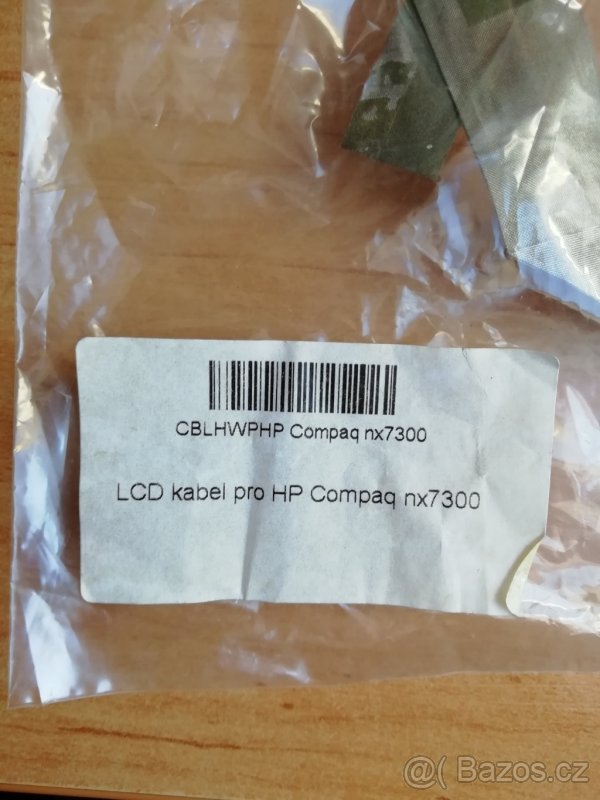 CBLHWPHP Compaq nx7300
LCD kabel pro HP Compaq nx7300
Bazos.cz